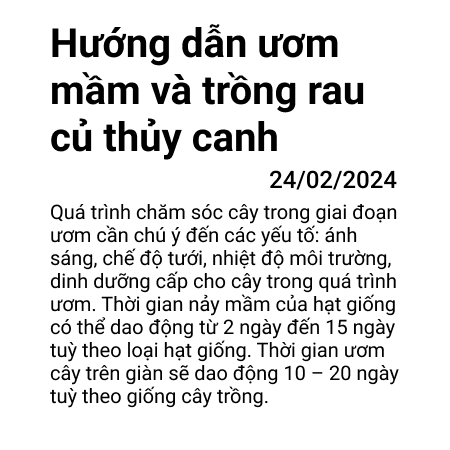 Hướng dẫn ươm
mầm và trồng rau
củ thủy canh
24/02/2024
Quá trình chăm sóc cây trong giai đoạn
ươm cần chú ý đến các yếu tố: ánh
sáng, chế độ tưới, nhiệt độ môi trường,
dinh dưỡng cấp cho cây trong quá trình
ươm. Thời gian nảy mầm của hạt giống
có thể dao động từ 2 ngày đến 15 ngày
tuỳ theo loại hạt giống. Thời gian ươm
cây trên giàn sẽ dao động 10 – 20 ngày
tuỳ theo giống cây trồng.